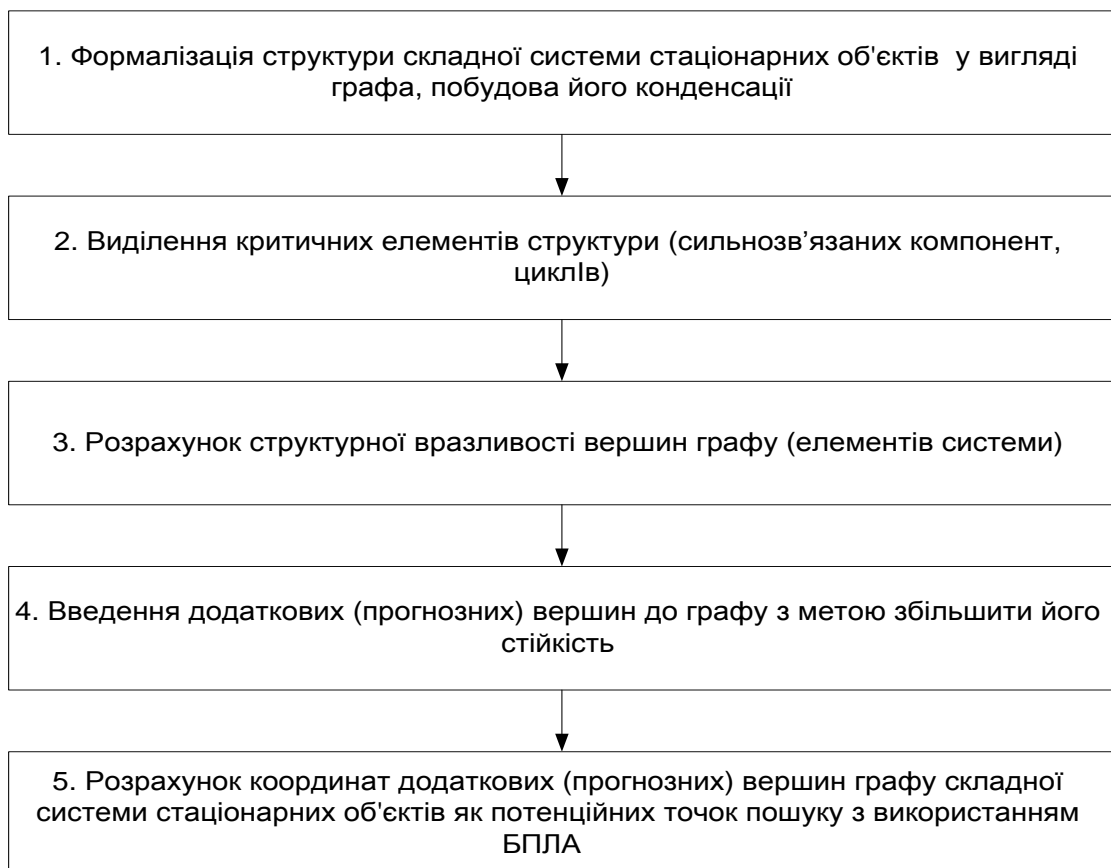 1. Формалізація структури складної системи стаціонарних об'єктів у вигляді
графа, побудова його конденсації
2. Виділення критичних елементів структури (сильнозв’язаних компонент,
циклІв)
3. Розрахунок структурної вразливості вершин графу (елементів системи)
4. Введення додаткових (прогнозних) вершин до графу з метою збільшити його
стійкість
5. Розрахунок координат додаткових (прогнозних) вершин графу складної
системи стаціонарних об'єктів як потенційних точок пошуку з використанням
БПЛА